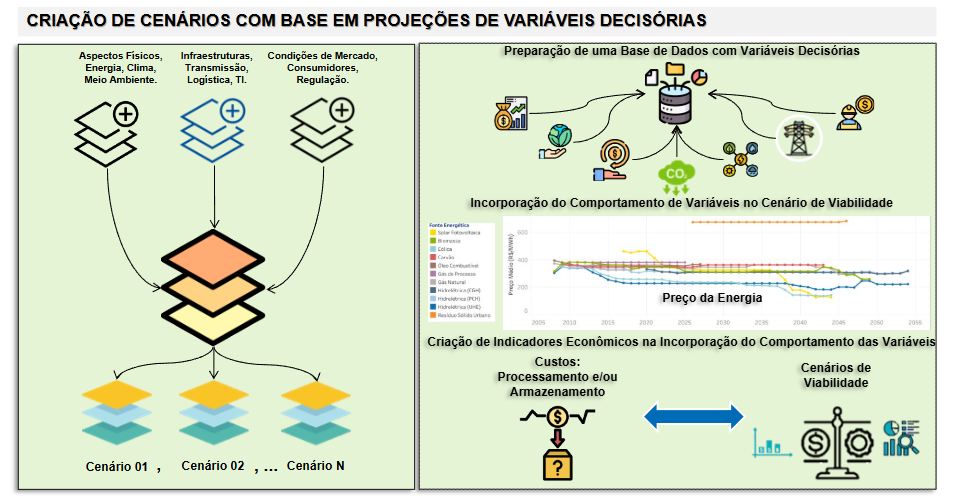 CRIAÇÃO DE CENÁRIOS COM BASE EM PROJEÇÕES DE VARIÁVEIS DECISÓRIAS
Aspectos Físicos,
Energia, Clima,
Meio Ambiente.
Infraestruturas,
Transmissão,
Logística, TI.
Condições de Mercado,
Consumidores,
Regulação.
Cenário 01 ,
Cenário 02 , ...
Cenário N
Preparação de uma Base de Dados com Variáveis Decisórias
CO₂
Incorporação do Comportamento de Variáveis no Cenário de Viabilidade
Fonte Energética
Solar Fotovoltaica
Biomassa
Eólica
Carvão
Óleo Combustível
Gás de Processo
Gás Natural
Hidrelétrica (CGH)
Hidrelétrica (PCH)
Hidrelétrica (UHE)
Resíduo Sólido Urbano
Preço Médio (R$/MWh)
600
400
200
0
Preço da Energia
2005 2010 2015 2020 2025 2030 2035 2040 2045 2050 2055
Criação de Indicadores Econômicos na Incorporação do Comportamento das Variáveis
Custos:
Processamento e/ou
Armazenamento
$
?
Cenários de
Viabilidade
$